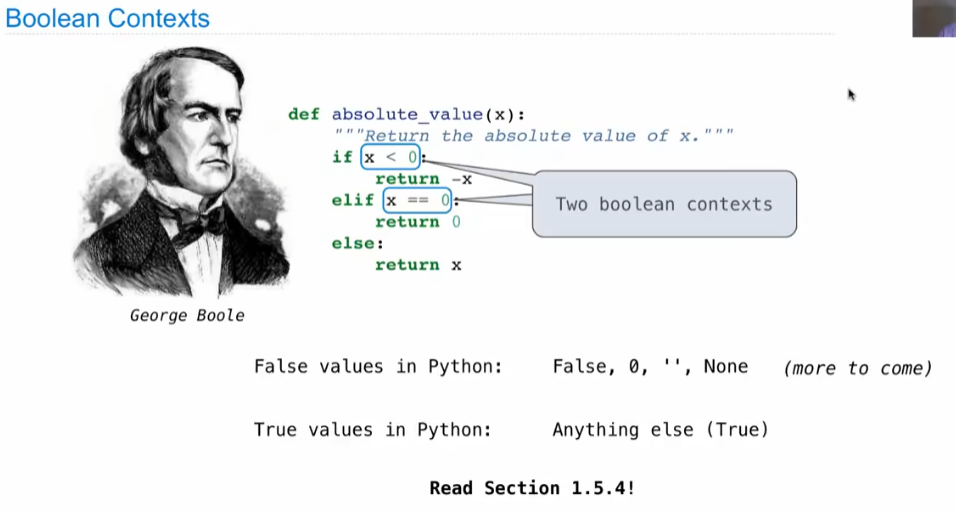 Boolean Contexts
def absolute_value(x):
"""Return the absolute value of x."""
if x < 0:
return -x
elif x == 0:
return 0
else:
return x
Two boolean contexts
George Boole
False values in Python: False, 0, '', None (more to come)
True values in Python: Anything else (True)
Read Section 1.5.4!